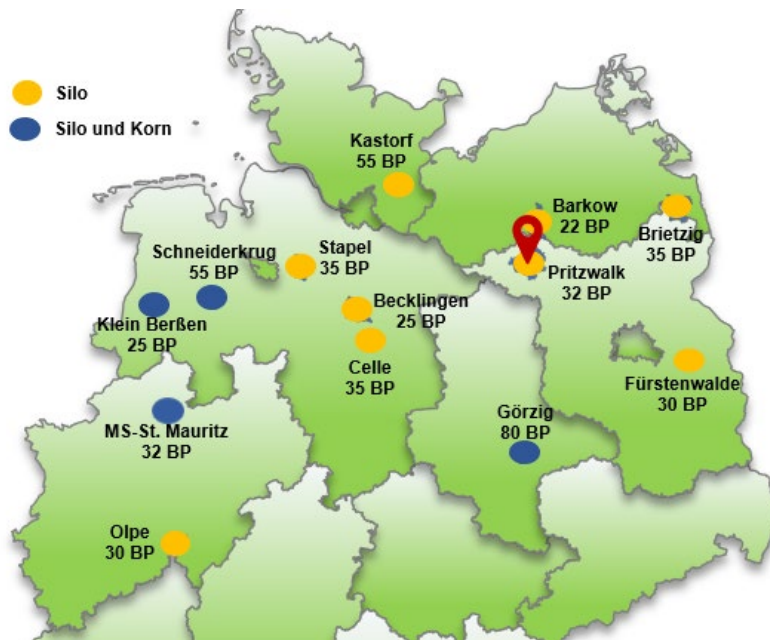 Silo
Silo und Korn
Kastorf
55 BP
Barkow
22 BP
Brietzig
35 BP
Schneiderkrug
55 BP
Stapel
35 BP
Pritzwalk
32 BP
Klein Berßen
25 BP
Becklingen
25 BP
Celle
35 BP
Fürstenwalde
30 BP
MS-St. Mauritz
32 BP
Görzig
80 BP
Olpe
30 BP